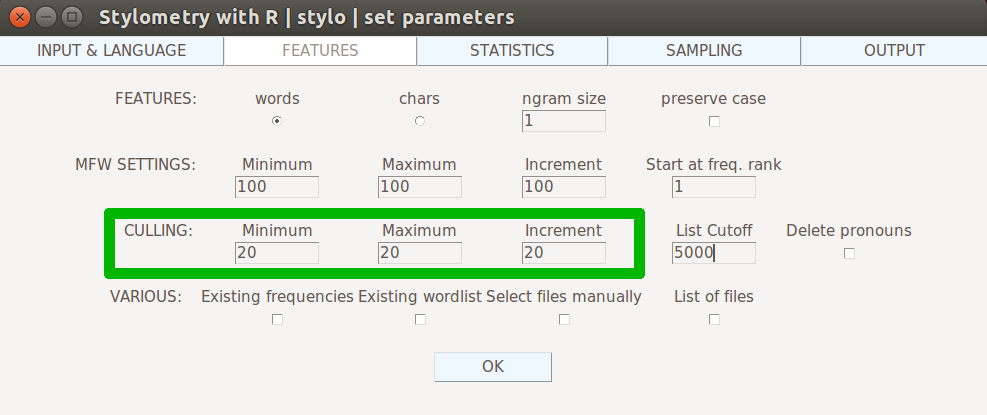 Stylometry with R | stylo | set parameters
INPUT & LANGUAGE FEATURES STATISTICS SAMPLING OUTPUT
FEATURES: words chars ngram size preserve case
1
MFW SETTINGS: Minimum Maximum Increment Start at freq. rank
100 100 100 1
CULLING: Minimum Maximum Increment List Cutoff Delete pronouns
20 20 20 5000
VARIOUS: Existing frequencies Existing wordlist Select files manually List of files
OK